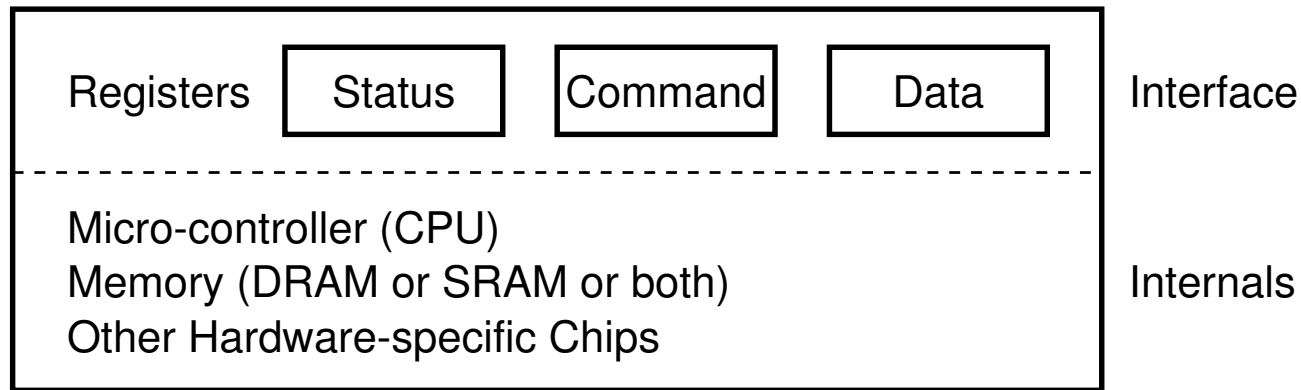 Registers Status Command Data Interface
Micro-controller (CPU)
Memory (DRAM or SRAM or both)
Other Hardware-specific Chips
Internals